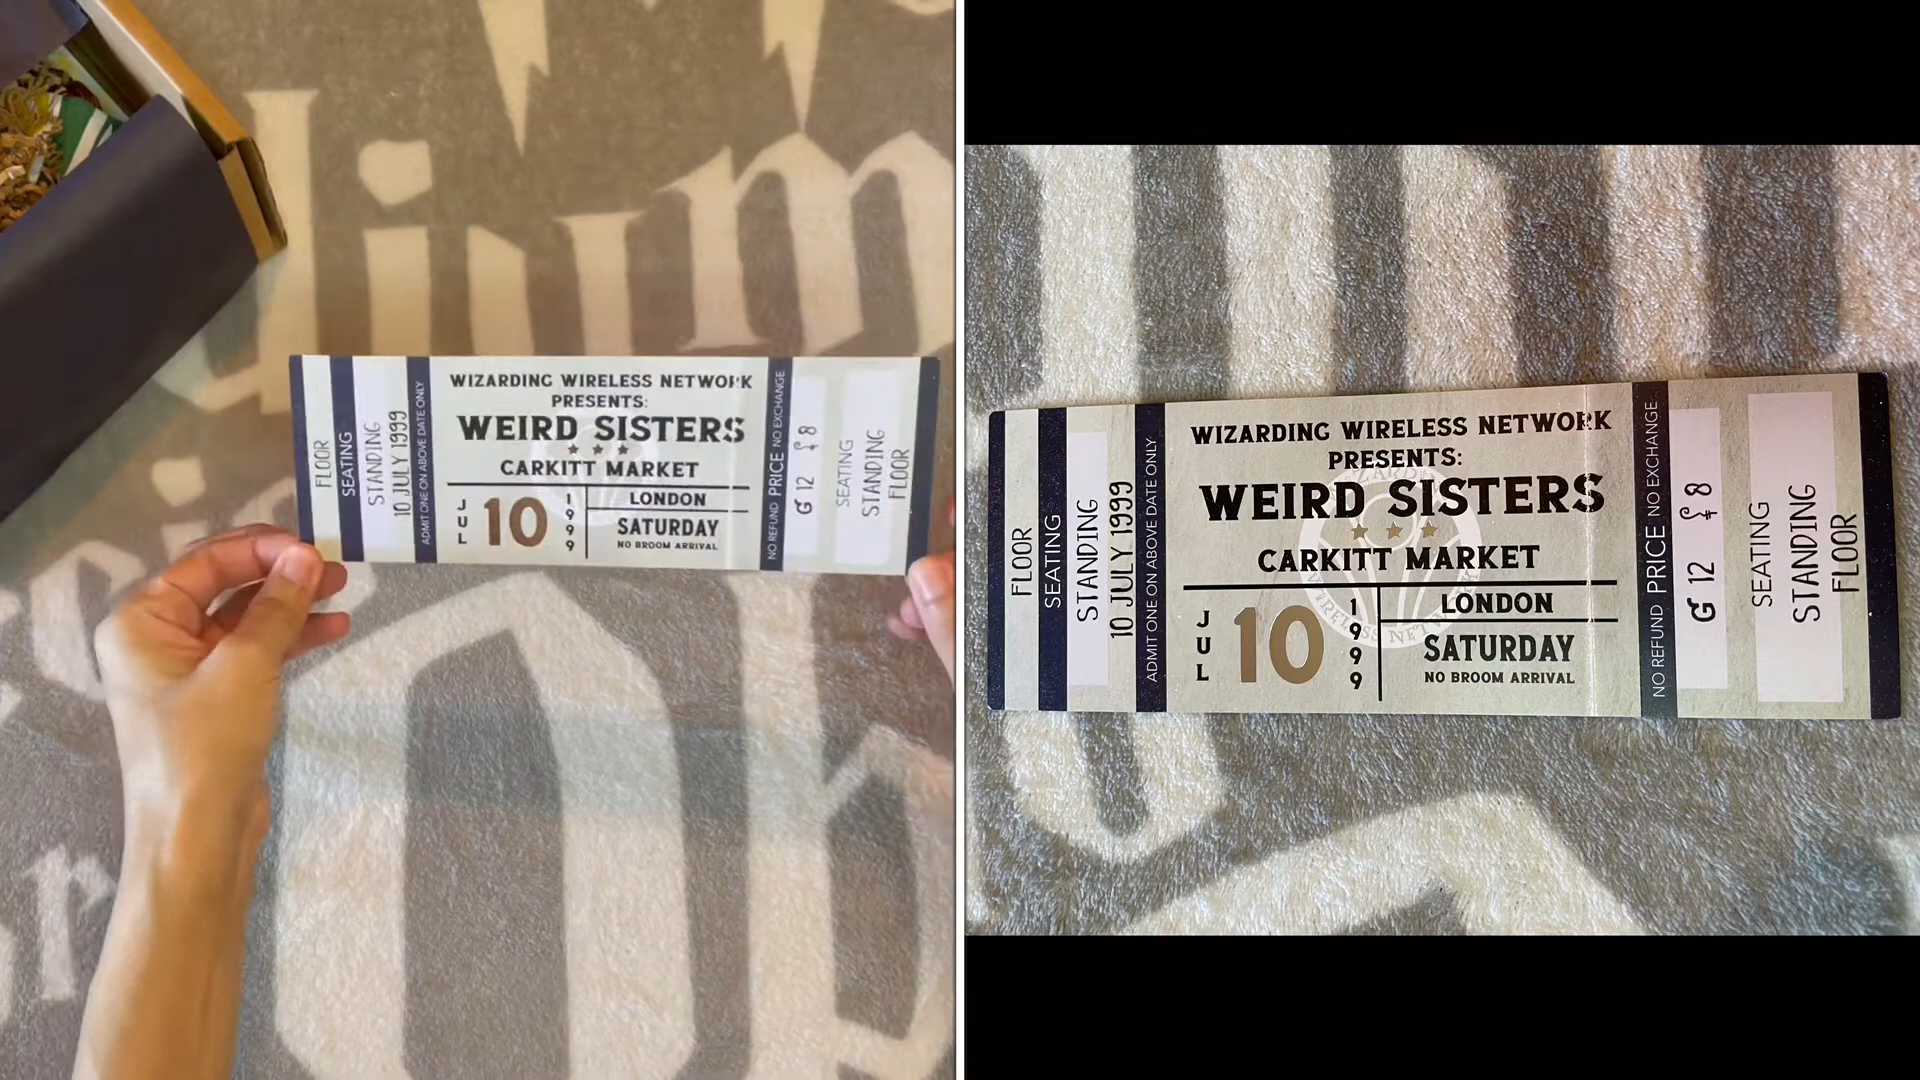 FLOOR
SEATING
STANDING
10 JULY 1999
ADMIT ONE ON ABOVE DATE ONLY
WIZARDING WIRELESS NETWORK
PRESENTS:
WEIRD SISTERS
CARKITT MARKET
JUL
10
1999
LONDON
SATURDAY
NO BROOM ARRIVAL
NO REFUND PRICE NO EXCHANGE
G 12 £ 8
SEATING
STANDING
FLOOR
FLOOR
SEATING
STANDING
10 JULY 1999
ADMIT ONE ON ABOVE DATE ONLY
WIZARDING WIRELESS NETWORK
PRESENTS:
WEIRD SISTERS
CARKITT MARKET
JUL
10
1999
LONDON
SATURDAY
NO BROOM ARRIVAL
NO REFUND PRICE NO EXCHANGE
G 12 £ 8
SEATING
STANDING
FLOOR